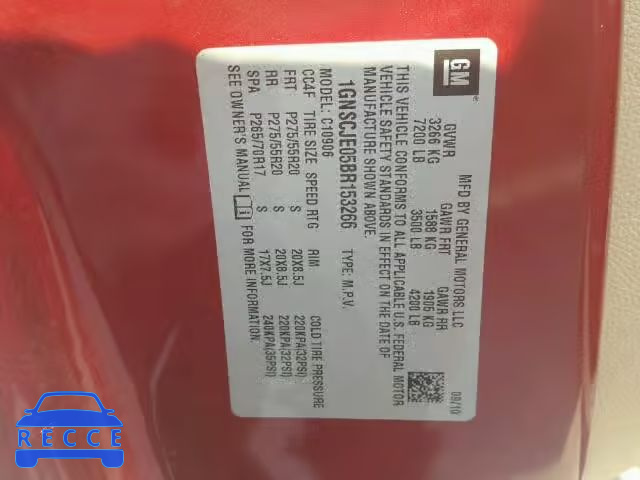 GM
MFD BY GENERAL MOTORS LLC
GVWR GAWR FRT GAWR RR
3266 KG 1588 KG 1905 KG
7200 LB 3500 LB 4200 LB
THIS VEHICLE CONFORMS TO ALL APPLICABLE U.S. FEDERAL MOTOR
VEHICLE SAFETY STANDARDS IN EFFECT ON THE DATE OF
MANUFACTURE SHOWN ABOVE.
09/10
1GNSCJE05BR153266 TYPE: M.P.V.
C10906
CC4F TIRE SIZE SPEED RTG RIM COLD TIRE PRESSURE
FRT P275/55R20 S 20X8.5J 220KPA(32PSI)
RR P275/55R20 S 20X8.5J 220KPA(32PSI)
SPA P265/70R17 S 17X7.5J 240KPA(35PSI)
SEE OWNER'S MANUAL FOR MORE INFORMATION.
RECCE